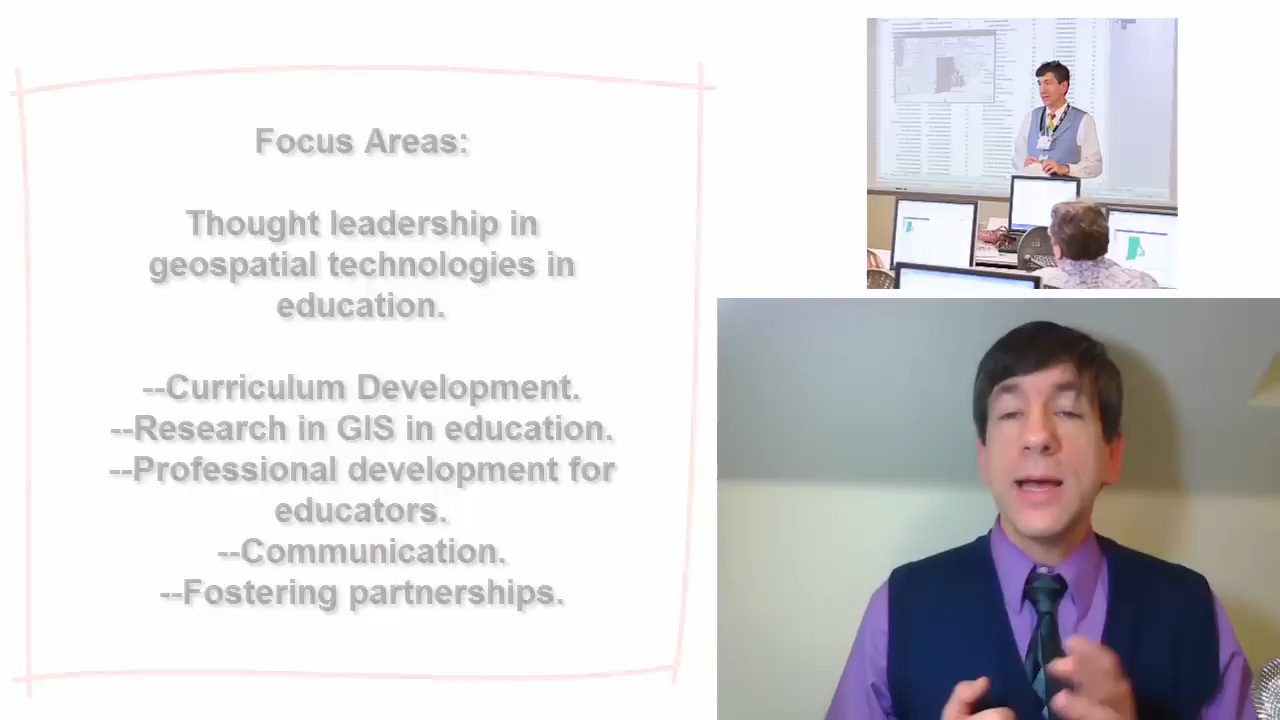 Focus Areas:
Thought leadership in
geospatial technologies in
education.
--Curriculum Development.
--Research in GIS in education.
--Professional development for
educators.
--Communication.
--Fostering partnerships.